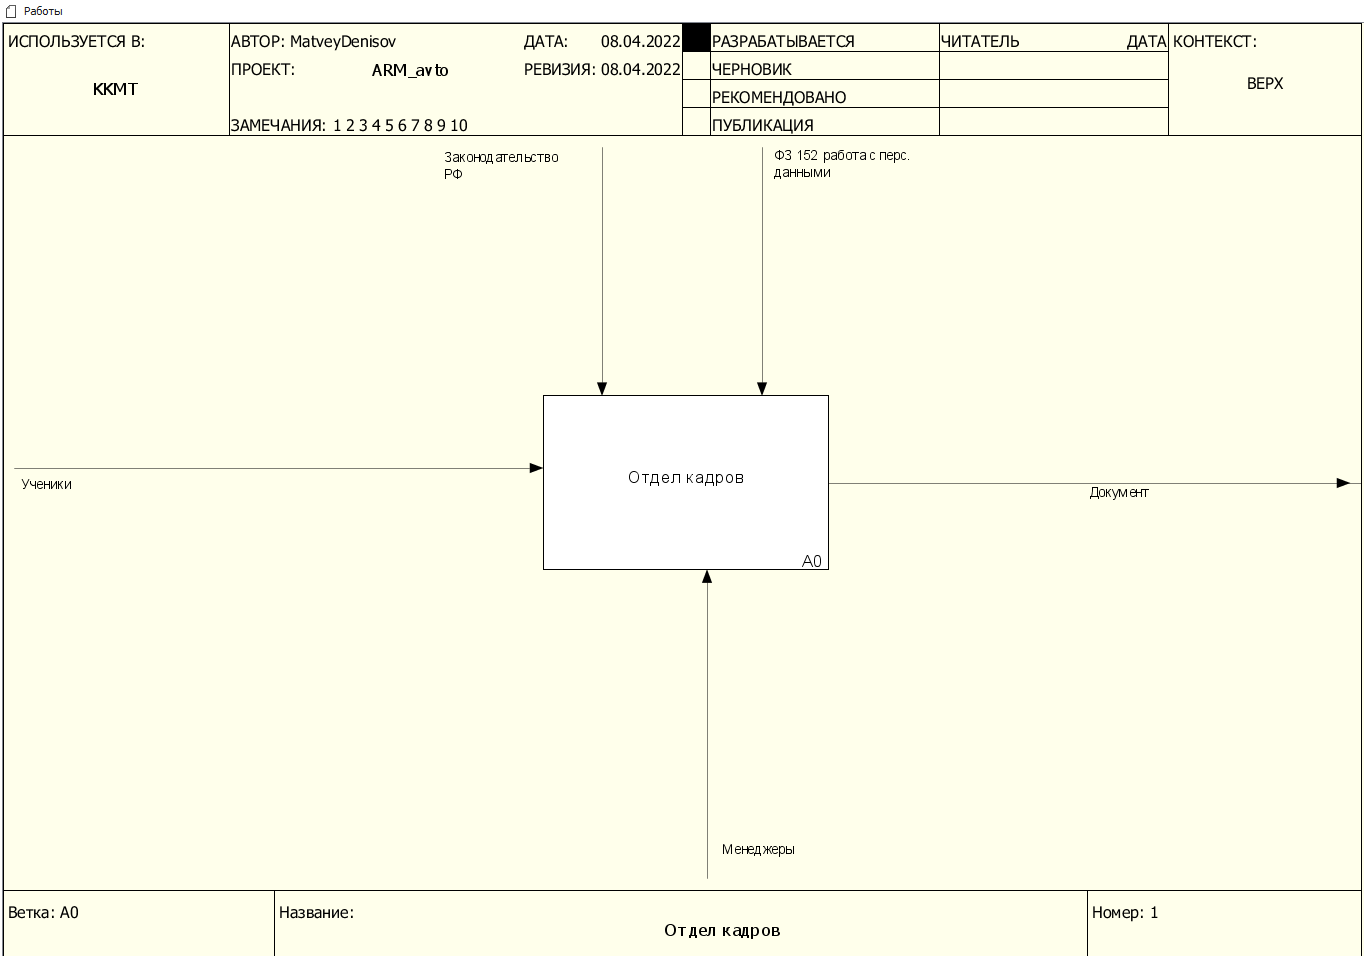 Работы
ИСПОЛЬЗУЕТСЯ В:
ККМТ
АВТОР: MatveyDenisov
ДАТА: 08.04.2022
ПРОЕКТ: ARM_avto
РЕВИЗИЯ: 08.04.2022
ЗАМЕЧАНИЯ: 1 2 3 4 5 6 7 8 9 10
РАЗРАБАТЫВАЕТСЯ
ЧЕРНОВИК
РЕКОМЕНДОВАНО
ПУБЛИКАЦИЯ
ЧИТАТЕЛЬ
ДАТА
КОНТЕКСТ:
ВЕРХ
Законодательство
РФ
ФЗ 152 работа с перс.
данными
Ученики
Отдел кадров
A0
Документ
Менеджеры
Ветка: A0
Название:
Отдел кадров
Номер: 1